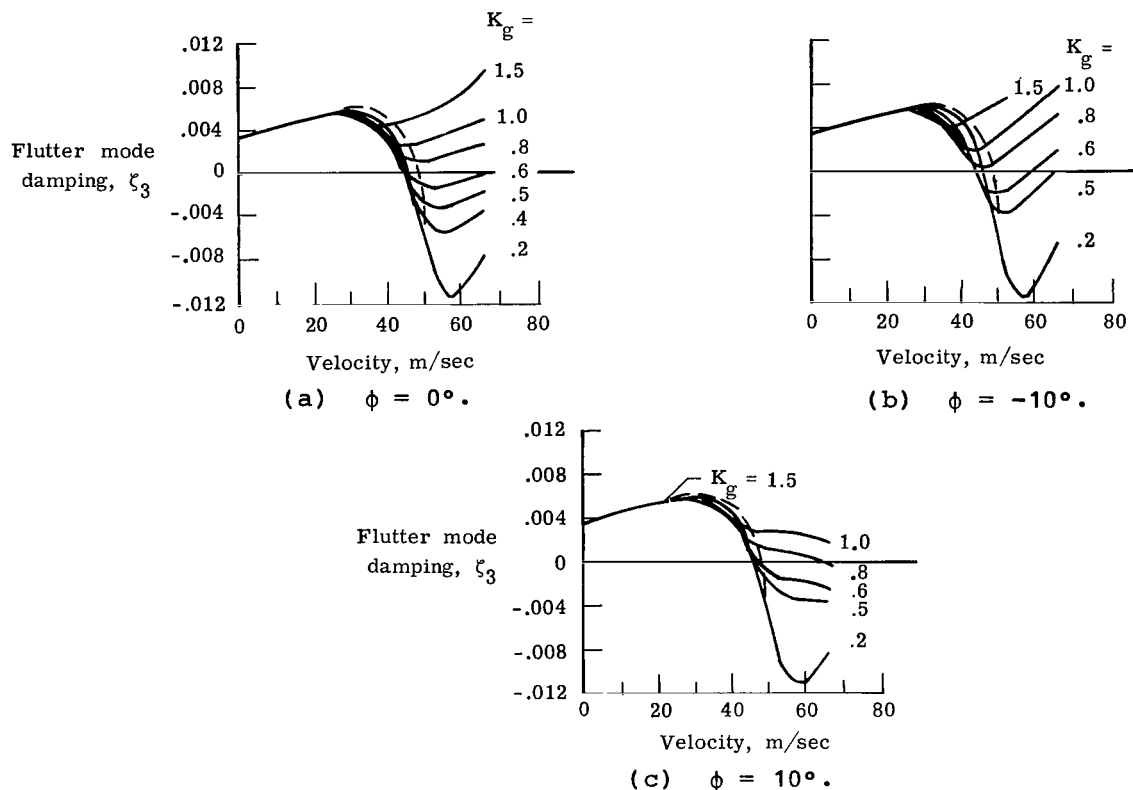 K_g =
.012
1.5
.008
1.0
.004
.8
Flutter mode
damping, ζ_3
0
.6
.5
-.004
.4
-.008
.2
-.012
0 20 40 60 80
Velocity, m/sec
(a) φ = 0°.
K_g =
1.5
1.0
.8
.6
.5
.2
0 20 40 60 80
Velocity, m/sec
(b) φ = -10°.
.012
.008
K_g = 1.5
.004
1.0
Flutter mode
damping, ζ_3
0
.8
.6
-.004
.5
.2
-.008
-.012
0 20 40 60 80
Velocity, m/sec
(c) φ = 10°.